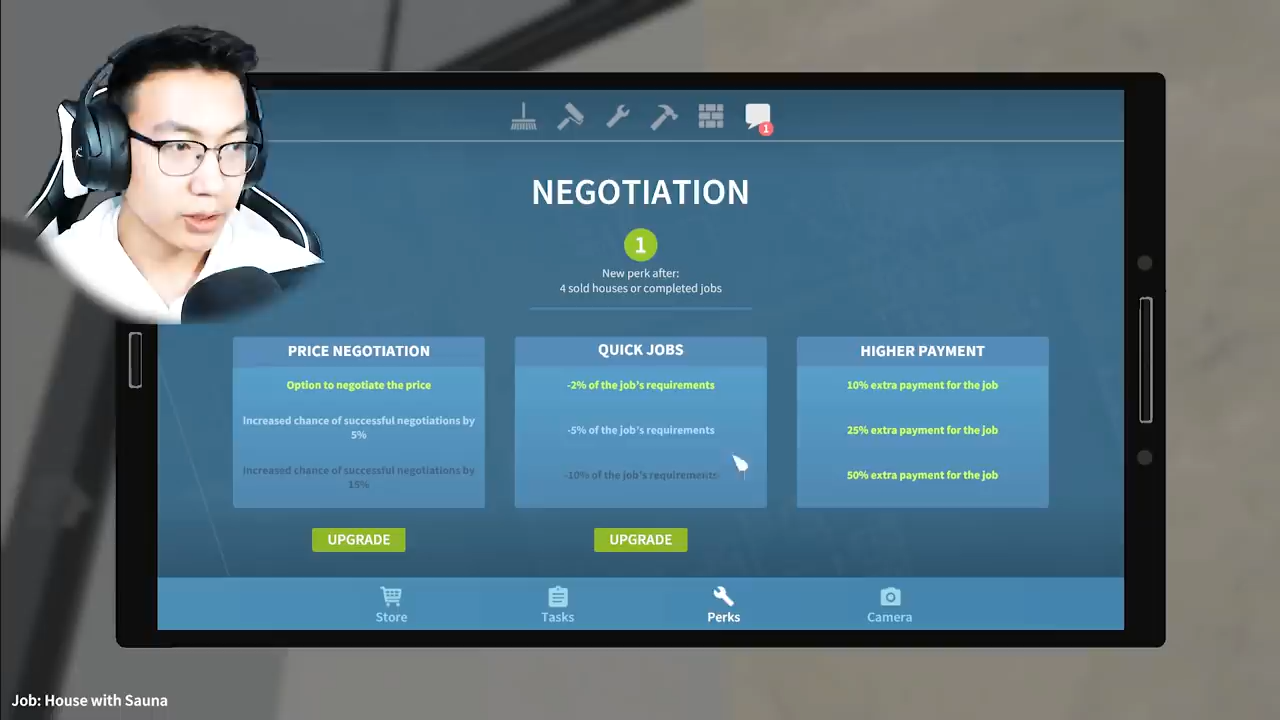 1
NEGOTIATION
1
New perk after:
4 sold houses or completed jobs
PRICE NEGOTIATION
Option to negotiate the price
Increased chance of successful negotiations by
5%
Increased chance of successful negotiations by
15%
UPGRADE
QUICK JOBS
-2% of the job's requirements
-5% of the job's requirements
-10% of the job's requirements
UPGRADE
HIGHER PAYMENT
10% extra payment for the job
25% extra payment for the job
50% extra payment for the job
Store
Tasks
Perks
Camera
Job: House with Sauna